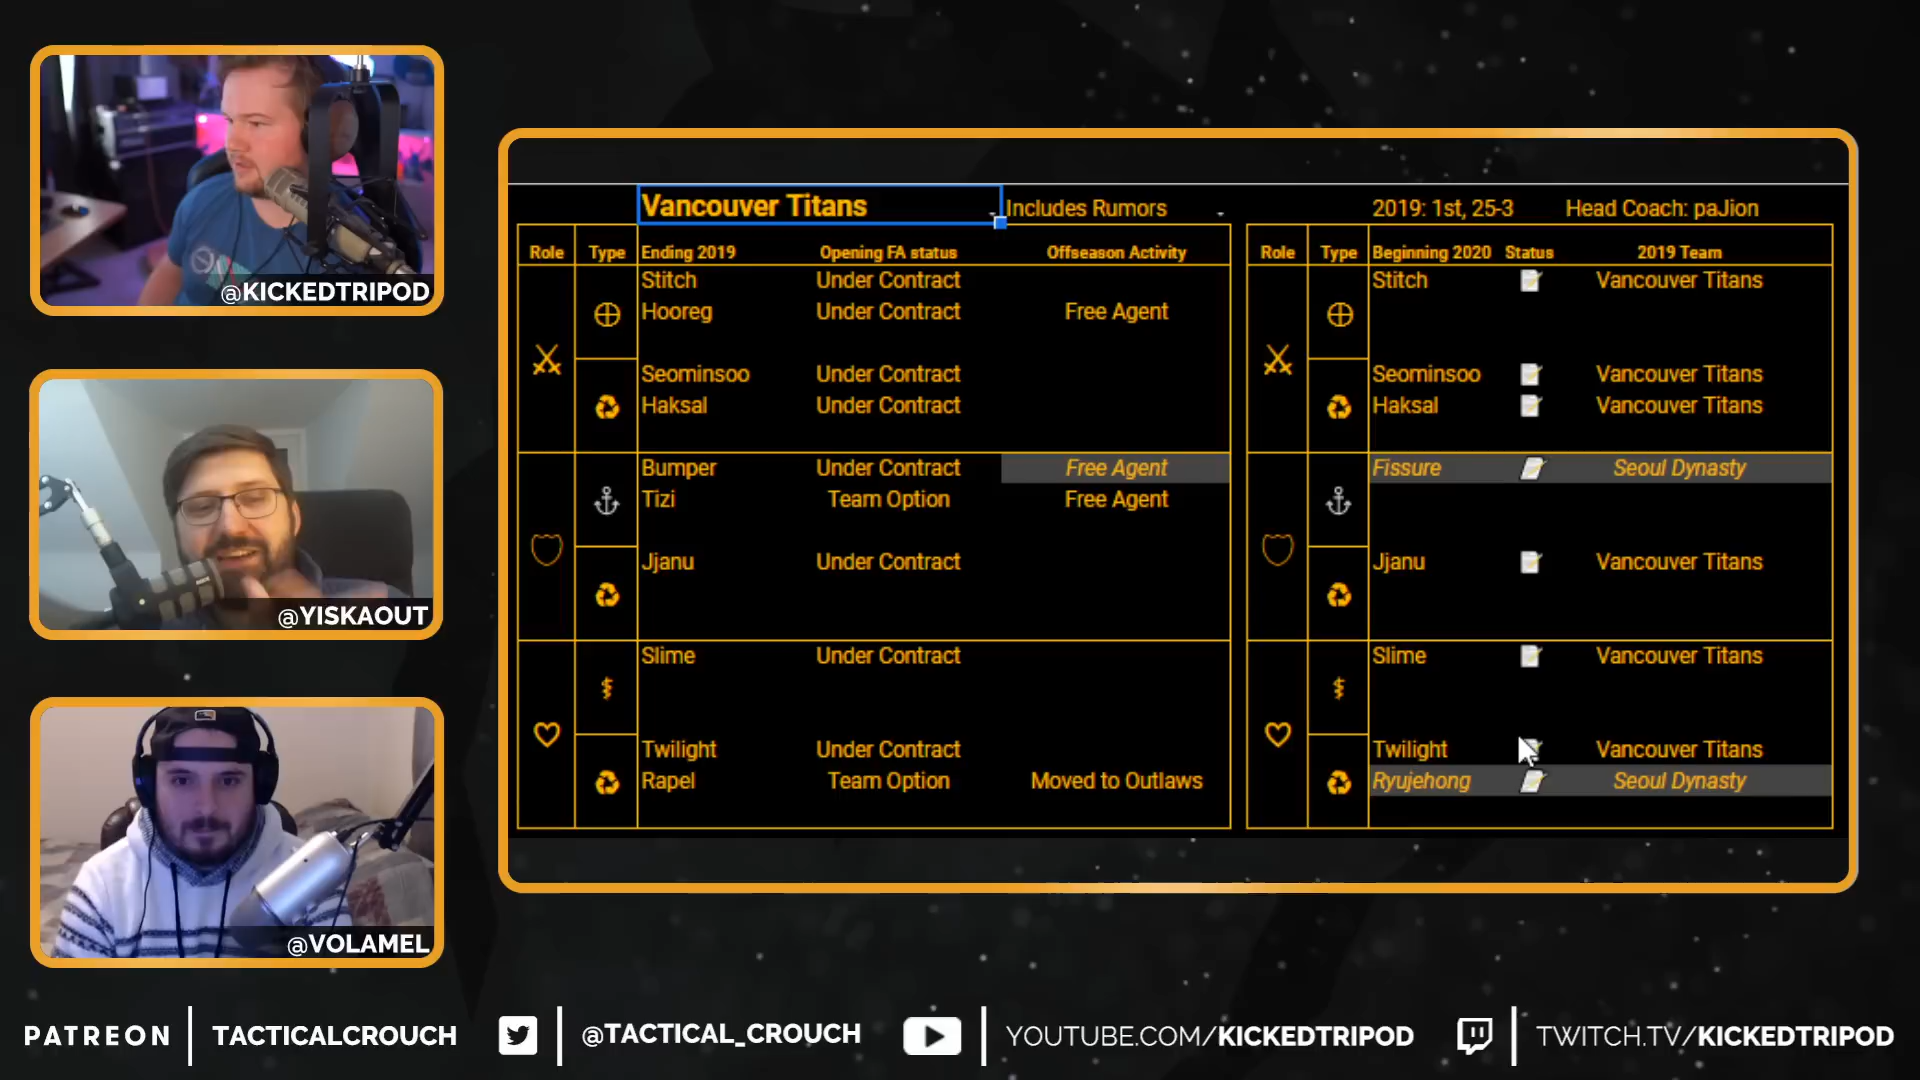 @KICKEDTRIPOD
@YISKAOUT
@VOLAMEL
Vancouver Titans Includes Rumors 2019: 1st, 25-3 Head Coach: paJion
Role Type Ending 2019 Opening FA status Offseason Activity Role Type Beginning 2020 Status 2019 Team
Stitch Under Contract Stitch Vancouver Titans
Hooreg Under Contract Free Agent
Seominsoo Under Contract Seominsoo Vancouver Titans
Haksal Under Contract Haksal Vancouver Titans
Bumper Under Contract Free Agent Fissure Seoul Dynasty
Tizi Team Option Free Agent
Jjanu Under Contract Jjanu Vancouver Titans
Slime Under Contract Slime Vancouver Titans
Twilight Under Contract Twilight Vancouver Titans
Rapel Team Option Moved to Outlaws Ryujehong Seoul Dynasty
PATREON TACTICALCROUCH @TACTICAL_CROUCH YOUTUBE.COM/KICKEDTRIPOD TWITCH.TV/KICKEDTRIPOD